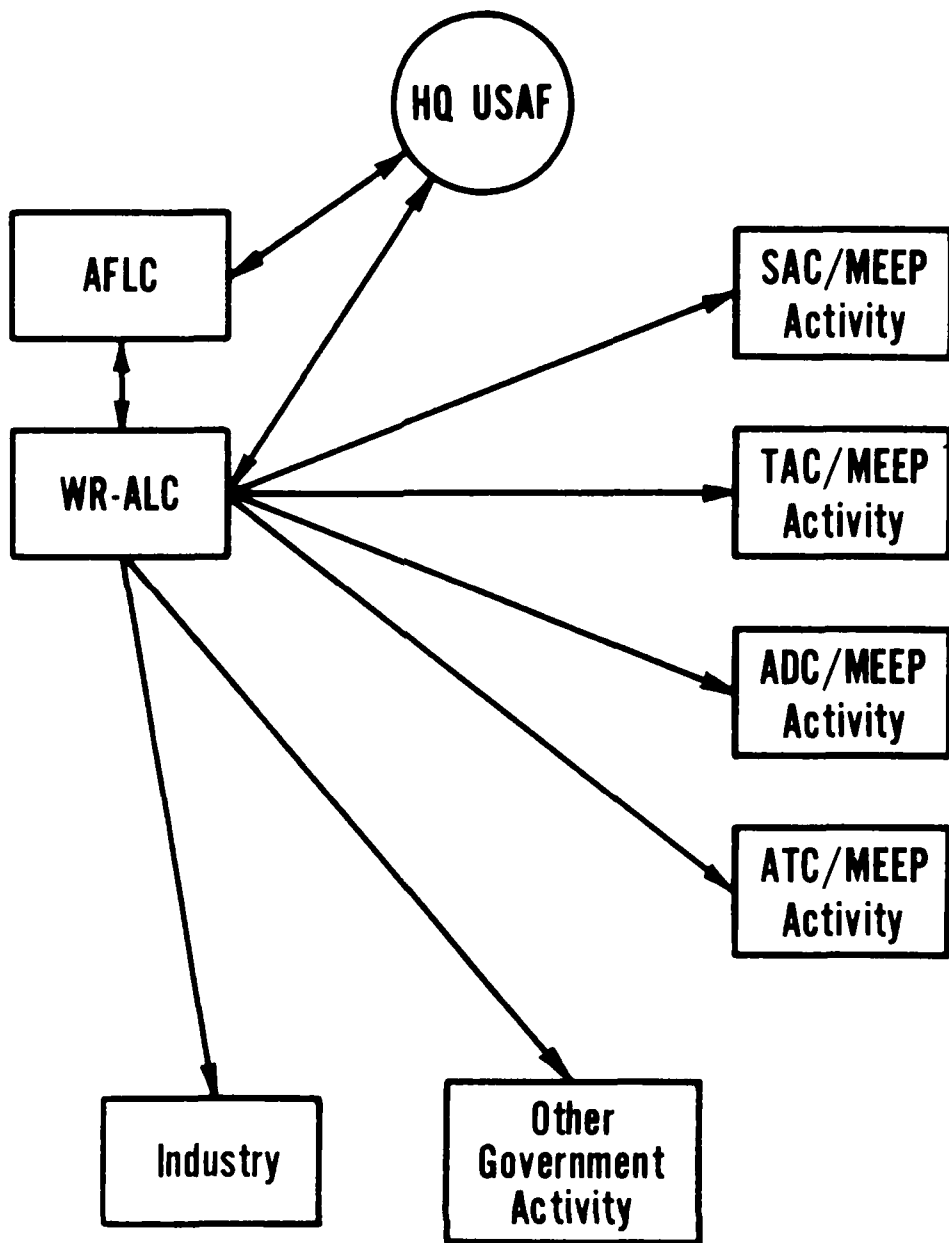 HQ USAF
AFLC
SAC/MEEP
Activity
WR-ALC
TAC/MEEP
Activity
ADC/MEEP
Activity
ATC/MEEP
Activity
Industry
Other
Government
Activity